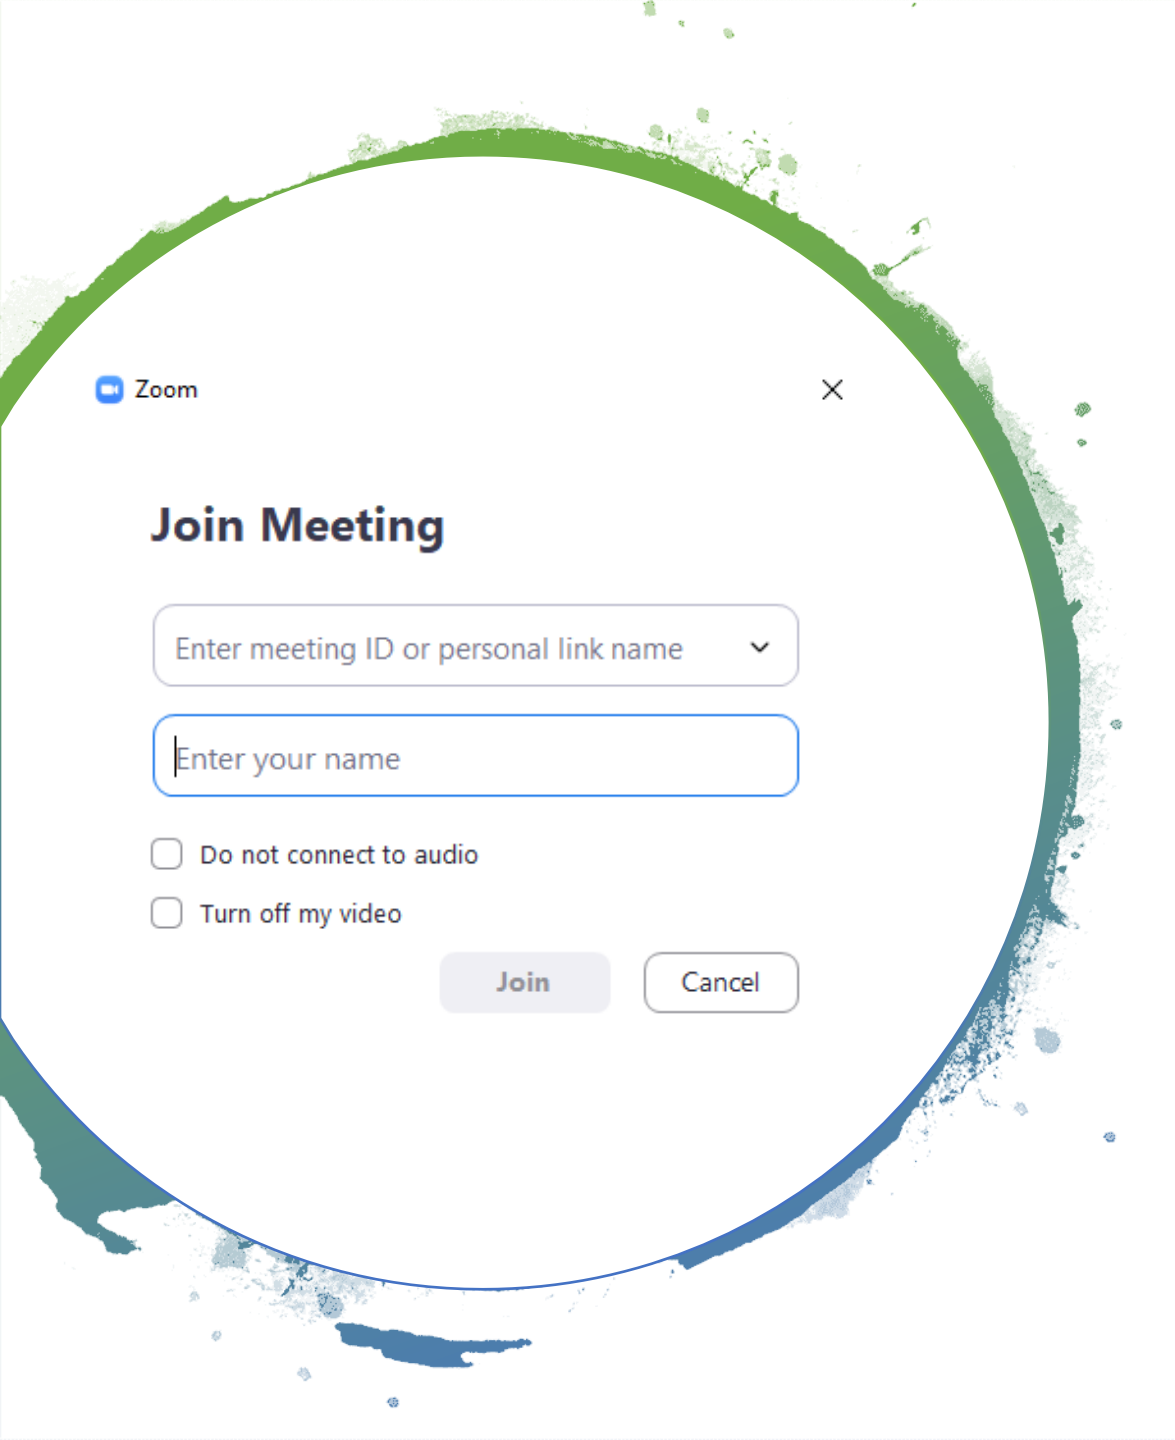 Zoom
Join Meeting
Enter meeting ID or personal link name
Enter your name
Do not connect to audio
Turn off my video
Join Cancel